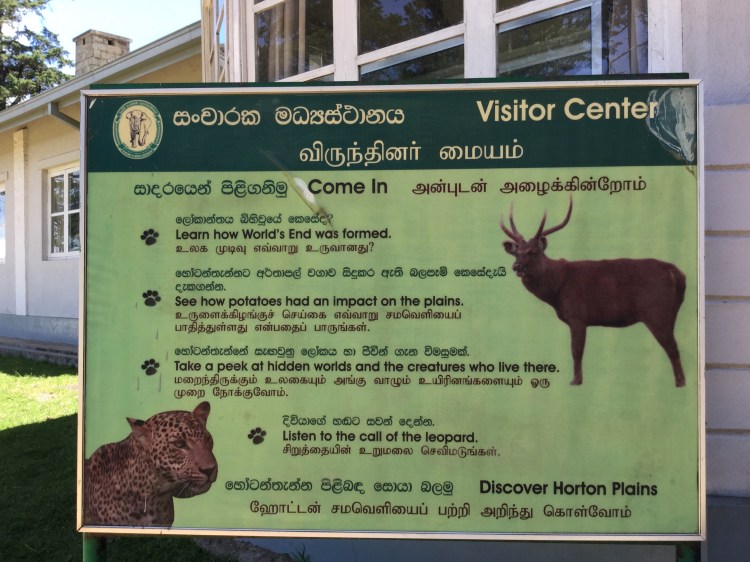 සංචාරක මධ්‍යස්ථානය Visitor Center
விருந்தினர் மையம்
සාදරයෙන් පිළිගනිමු Come In அன்புடன் அழைக்கின்றோம்
ලෝකාන්තය බිහිවූයේ කෙසේද?
Learn how World's End was formed.
உலக முடிவு எவ்வாறு உருவானது?
හෝටන්තැන්නට අර්තාපල් වගාව සිදුකර ඇති බලපෑම් කෙසේදැයි
දැකගන්න.
See how potatoes had an impact on the plains.
உருளைக்கிழங்குச் செய்கை எவ்வாறு சமவெளியைப்
பாதித்துள்ளது என்பதைப் பாருங்கள்.
හෝටන්තැන්නේ සැඟවුනු ලෝකය හා ජීවීන් ගැන විමසුමක්.
Take a peek at hidden worlds and the creatures who live there.
மறைந்திருக்கும் உலகையும் அங்கு வாழும் உயிரினங்களையும் ஒரு
முறை நோக்குவோம்.
දිවියාගේ හඬට සවන් දෙන්න.
Listen to the call of the leopard.
சிறுத்தையின் உறுமலை செவிமடுங்கள்.
හෝටන්තැන්න පිළිබඳ සොයා බලමු Discover Horton Plains
ஹோட்டன் சமவெளியைப் பற்றி அறிந்து கொள்வோம்